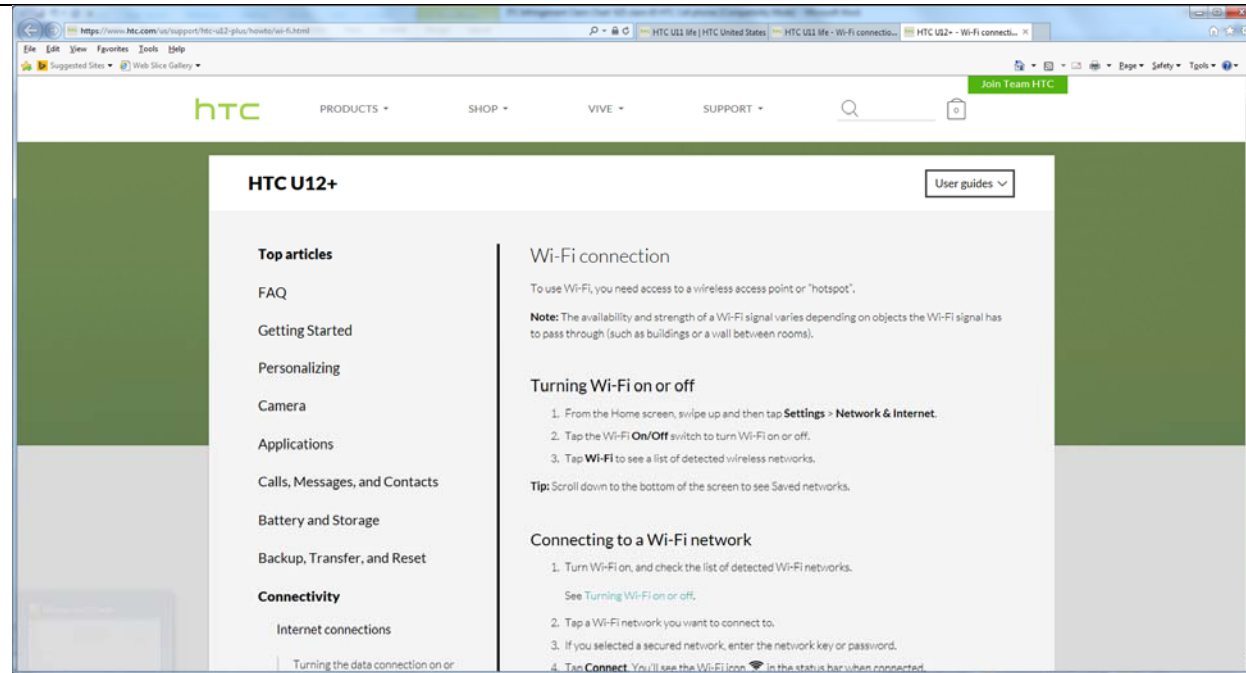 https://www.htc.com/us/support/htc-u12-plus/howto/wi-fi.html
HTC U11 life | HTC United States
HTC U11 life - Wi-Fi connectio...
HTC U12+ - Wi-Fi connecti...
File Edit View Favorites Tools Help
Suggested Sites Web Slice Gallery
Page Safety Tools
Join Team HTC
hTC PRODUCTS SHOP VIVE SUPPORT 0
HTC U12+
User guides
Top articles
FAQ
Getting Started
Personalizing
Camera
Applications
Calls, Messages, and Contacts
Battery and Storage
Backup, Transfer, and Reset
Connectivity
Internet connections
Turning the data connection on or
Wi-Fi connection
To use Wi-Fi, you need access to a wireless access point or "hotspot".
Note: The availability and strength of a Wi-Fi signal varies depending on objects the Wi-Fi signal has
to pass through (such as buildings or a wall between rooms).
Turning Wi-Fi on or off
1. From the Home screen, swipe up and then tap Settings > Network & Internet.
2. Tap the Wi-Fi On/Off switch to turn Wi-Fi on or off.
3. Tap Wi-Fi to see a list of detected wireless networks.
Tip: Scroll down to the bottom of the screen to see Saved networks.
Connecting to a Wi-Fi network
1. Turn Wi-Fi on, and check the list of detected Wi-Fi networks.
See Turning Wi-Fi on or off.
2. Tap a Wi-Fi network you want to connect to.
3. If you selected a secured network, enter the network key or password.
4. Tap Connect. You'll see the Wi-Fi icon in the status bar when connected.